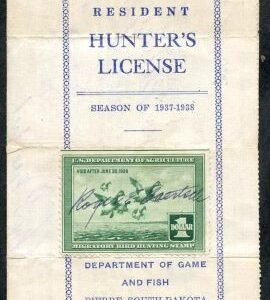 RESIDENT
HUNTER'S
LICENSE
SEASON OF 1937-1938
U.S. DEPARTMENT OF AGRICULTURE
VOID AFTER JUNE 30, 1938
1
DOLLAR
MIGRATORY BIRD HUNTING STAMP
DEPARTMENT OF GAME
AND FISH
PIERRE, SOUTH DAKOTA